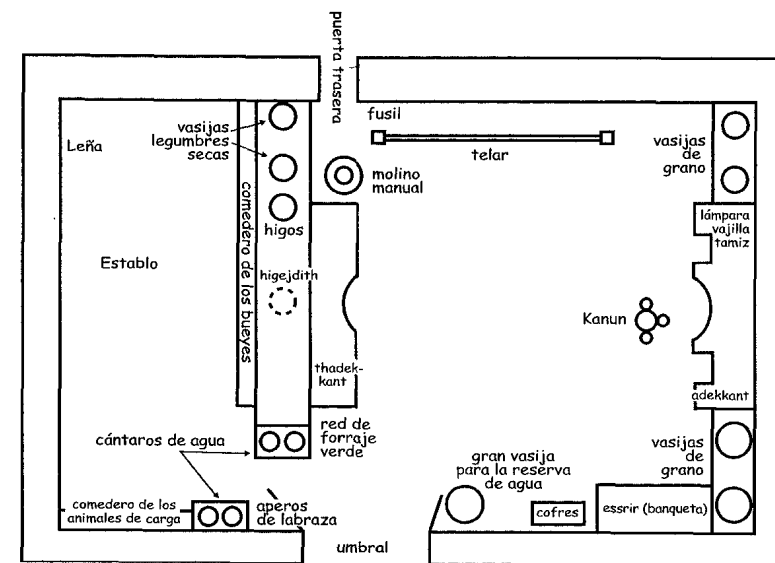 puerta trasera
fusil
telar
vasijas
legumbres
secas
Leña
molino
manual
vasijas
de
grano
higos
lámpara
vajilla
tamiz
comedero de los bueyes
Establo
higejdith
Kanun
thadek-
kant
adekkant
red de
forraje
verde
cántaros de agua
gran vasija
para la reserva
de agua
vasijas
de
grano
comedero de los
animales de carga
aperos
de labraza
cofres
essrir (banqueta)
umbral